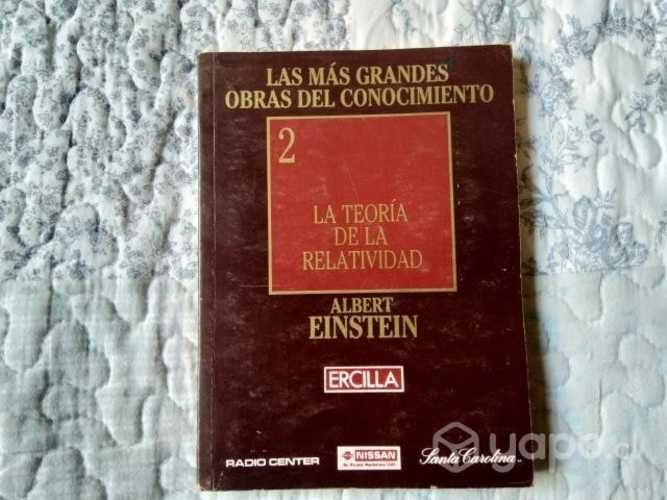 LAS MÁS GRANDES
OBRAS DEL CONOCIMIENTO
2
LA TEORÍA
DE LA
RELATIVIDAD
ALBERT
EINSTEIN
ERCILLA
RADIO CENTER
NISSAN
Santa Carolina
yapo.cl